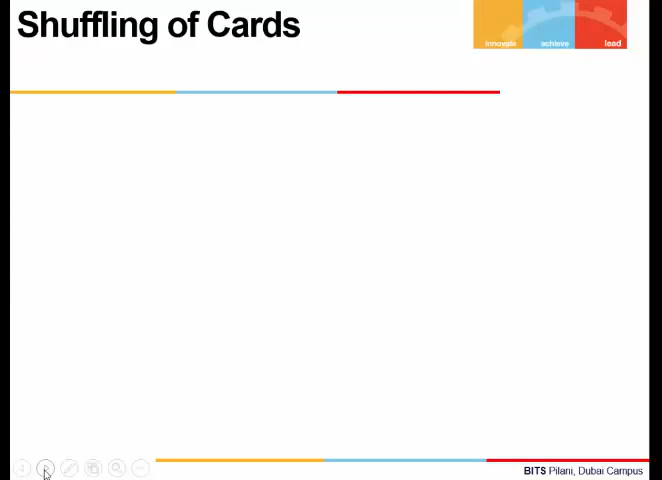 Shuffling of Cards
innovate achieve lead
BITS Pilani, Dubai Campus